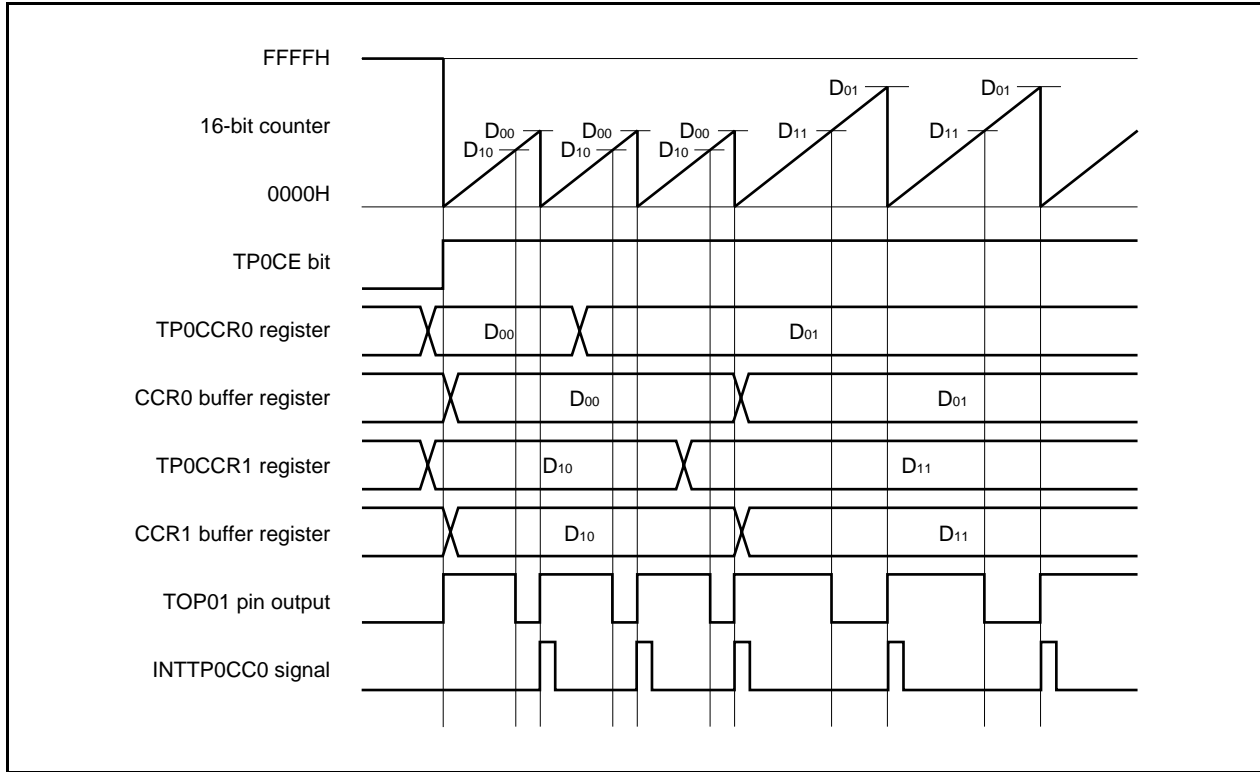 FFFFH
D01 D01
16-bit counter D00 D00 D00 D11 D11
D10 D10 D10
0000H
TP0CE bit
TP0CCR0 register D00 D01
CCR0 buffer register D00 D01
TP0CCR1 register D10 D11
CCR1 buffer register D10 D11
TOP01 pin output
INTTP0CC0 signal